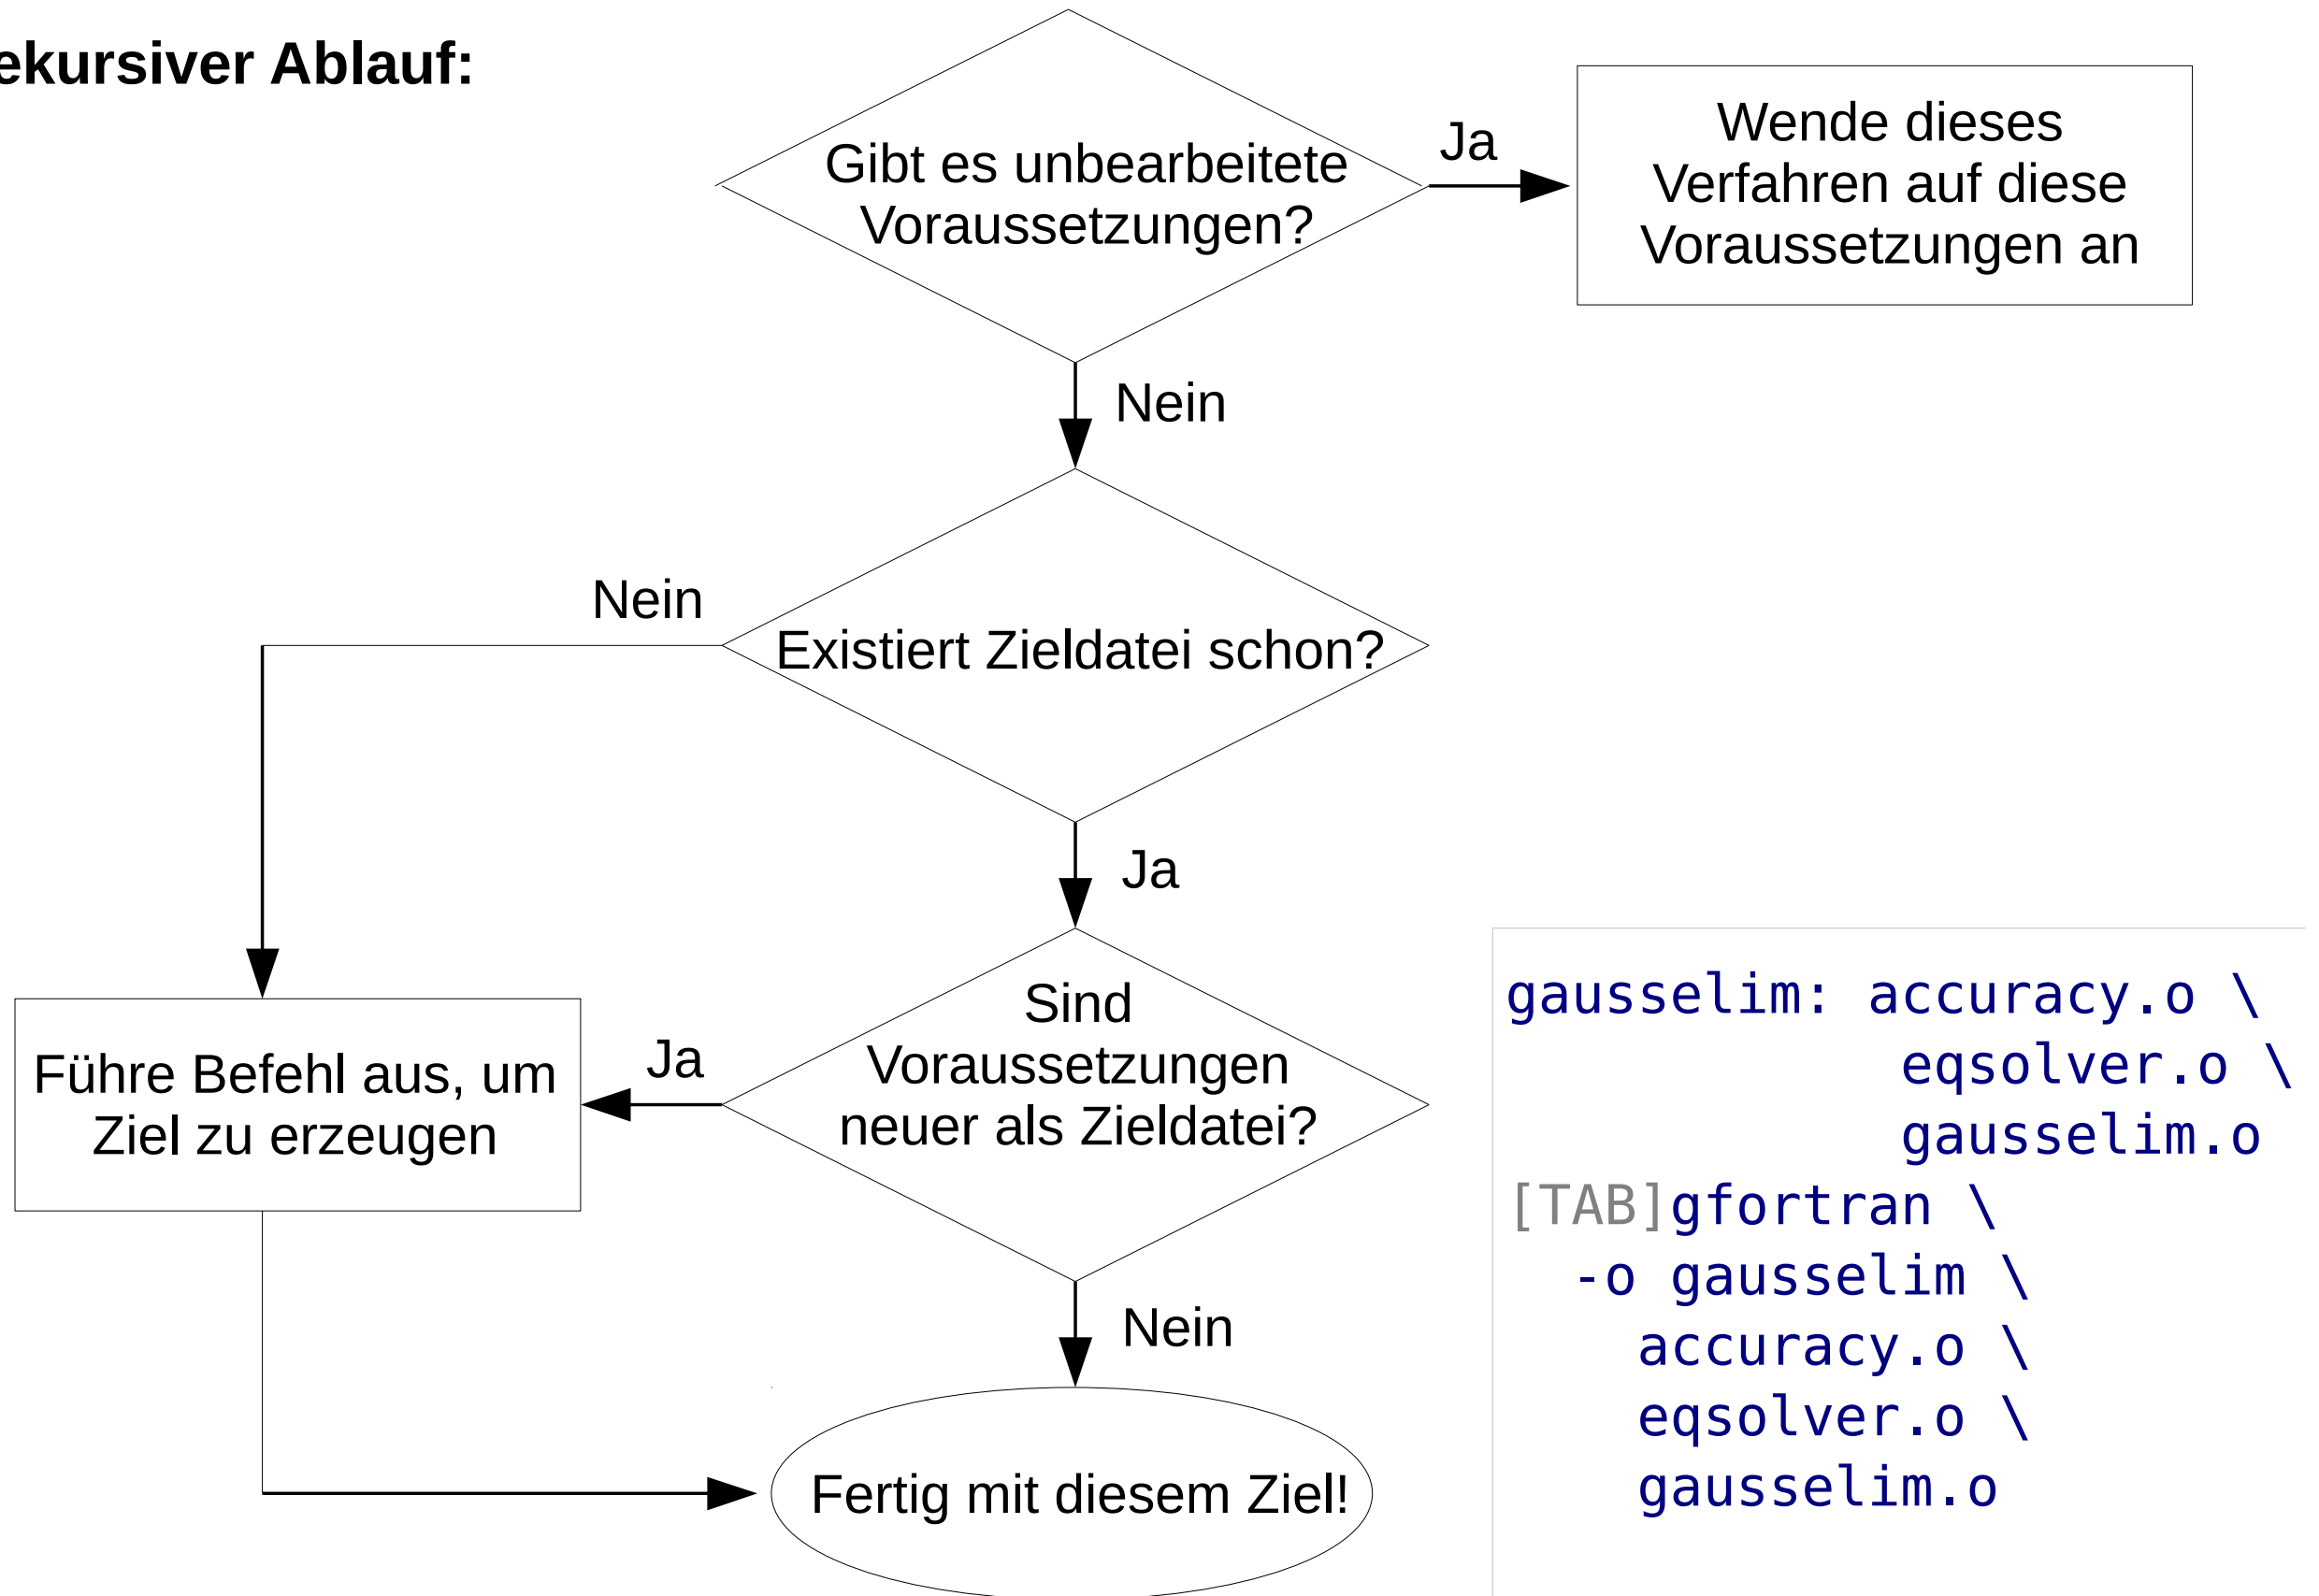 ekursiver Ablauf:
Gibt es unbearbeitete
Voraussetzungen?
Ja
Wende dieses
Verfahren auf diese
Voraussetzungen an
Nein
Nein
Existiert Zieldatei schon?
Ja
Sind
Voraussetzungen
neuer als Zieldatei?
Ja
Führe Befehl aus, um
Ziel zu erzeugen
Nein
Fertig mit diesem Ziel!
gausselim: accuracy.o \
eqsolver.o \
gausselim.o
[TAB]gfortran \
-o gausselim \
accuracy.o \
eqsolver.o \
gausselim.o